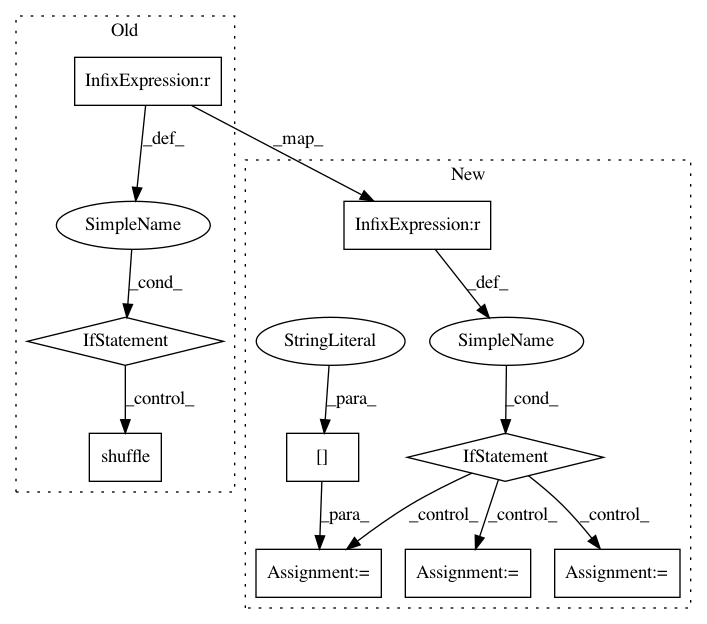 Old
InfixExpression:r
_def_
_map_
New
SimpleName
InfixExpression:r
_cond_
_def_
IfStatement
StringLiteral
SimpleName
_control_
_para_
_cond_
shuffle
[]
IfStatement
_para_
_control_
_control_
_control_
Assignment:=
Assignment:=
Assignment:=